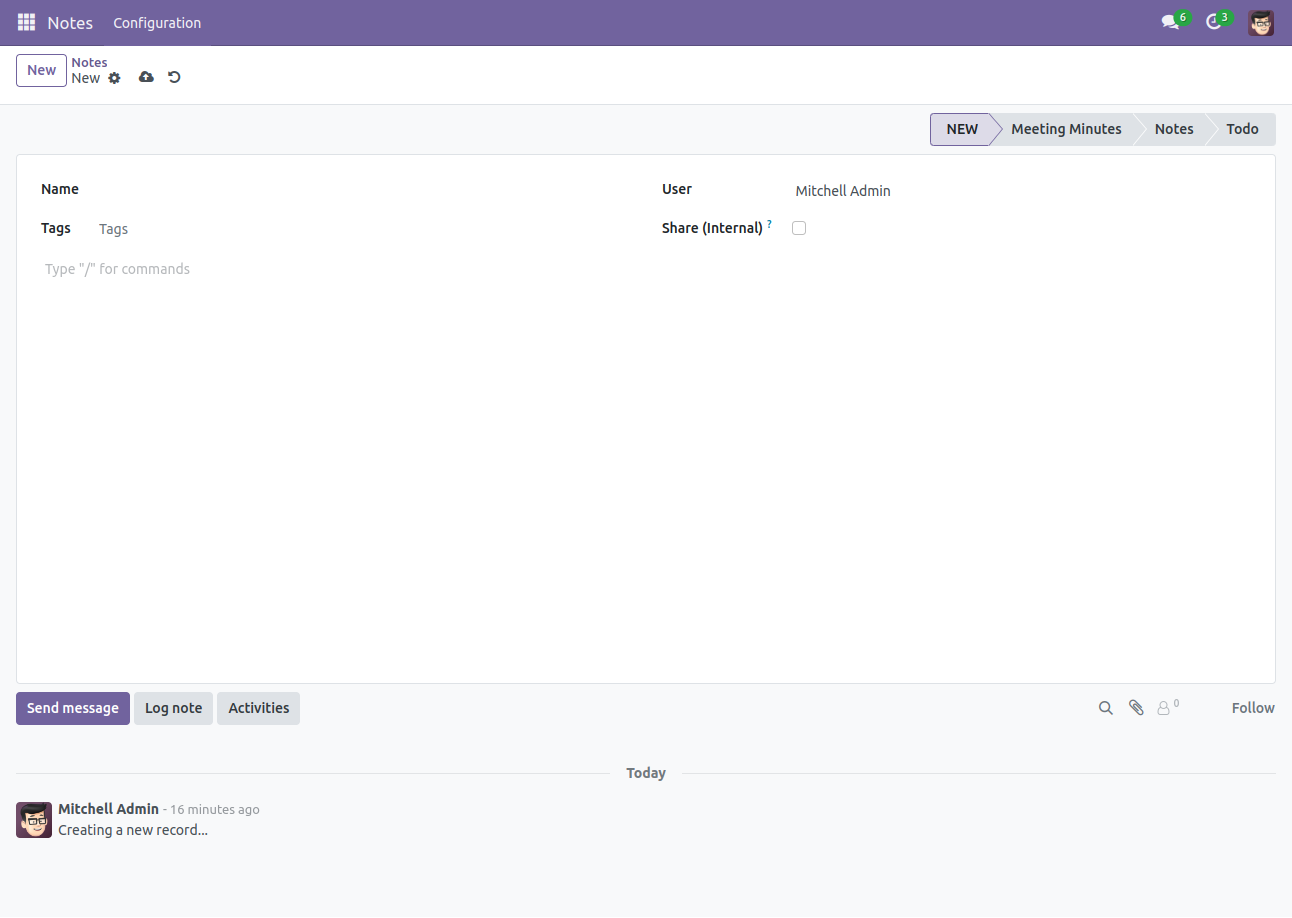 Notes Configuration 6 3
New Notes
New
NEW Meeting Minutes Notes Todo
Name User Mitchell Admin
Tags Tags Share (Internal) ?
Type "/" for commands
Send message Log note Activities 0 Follow
Today
Mitchell Admin - 16 minutes ago
Creating a new record...